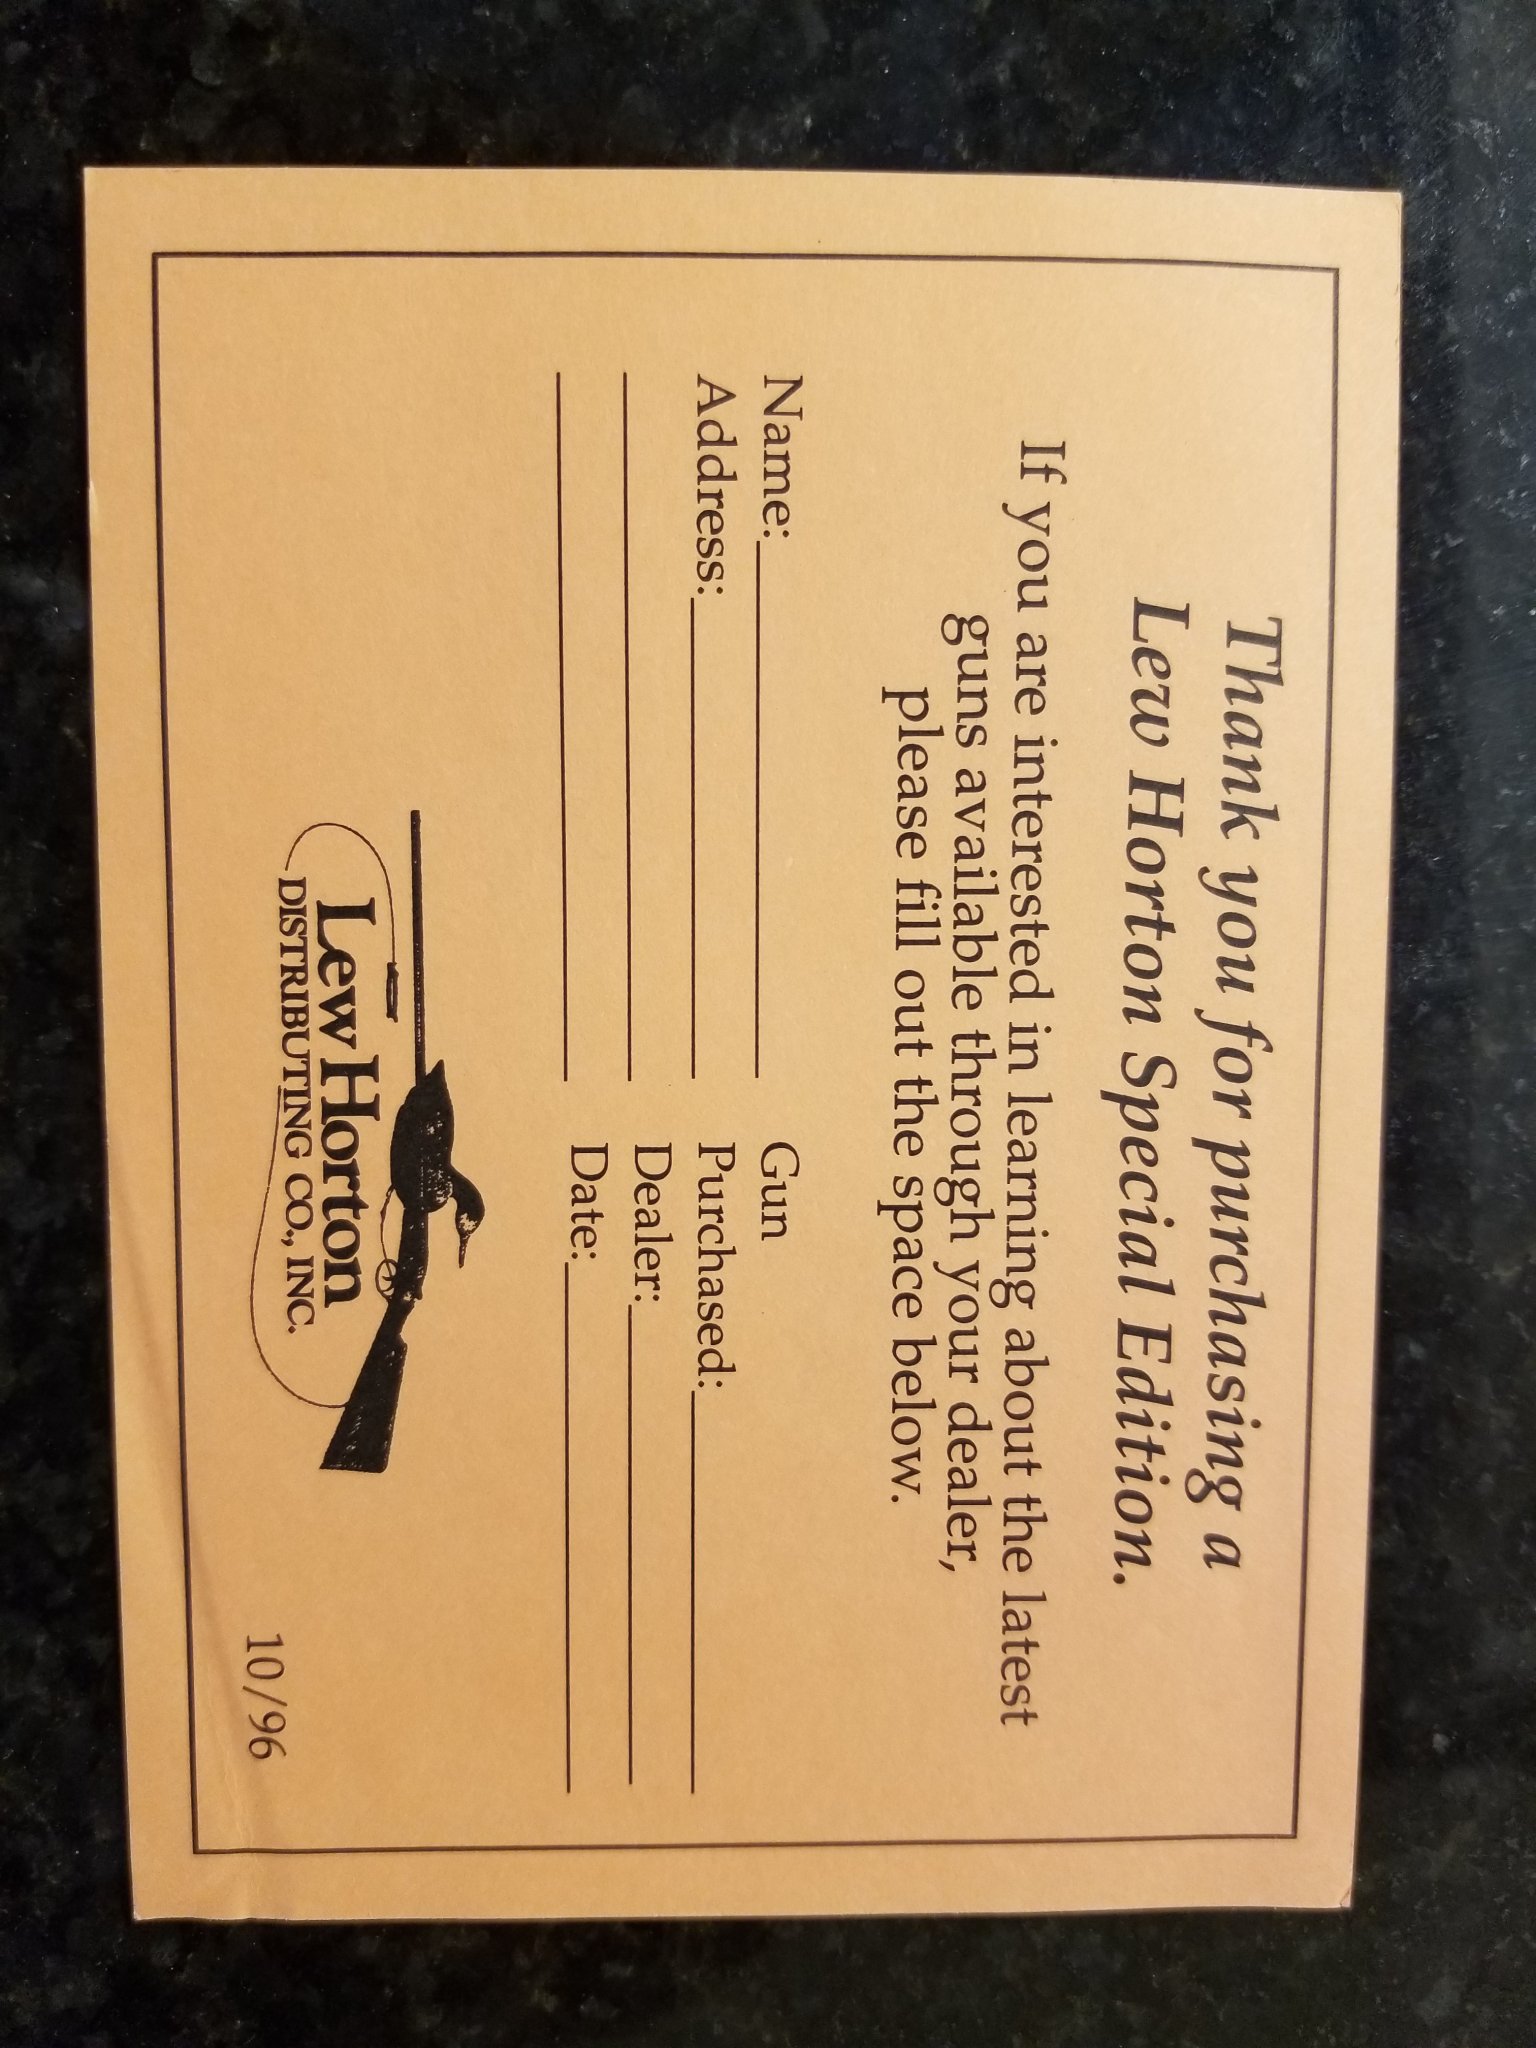 Thank you for purchasing a
Lew Horton Special Edition.
If you are interested in learning about the latest
guns available through your dealer,
please fill out the space below.
Name:
Address:
Gun
Purchased:
Dealer:
Date:
Lew Horton
DISTRIBUTING CO., INC.
10/96